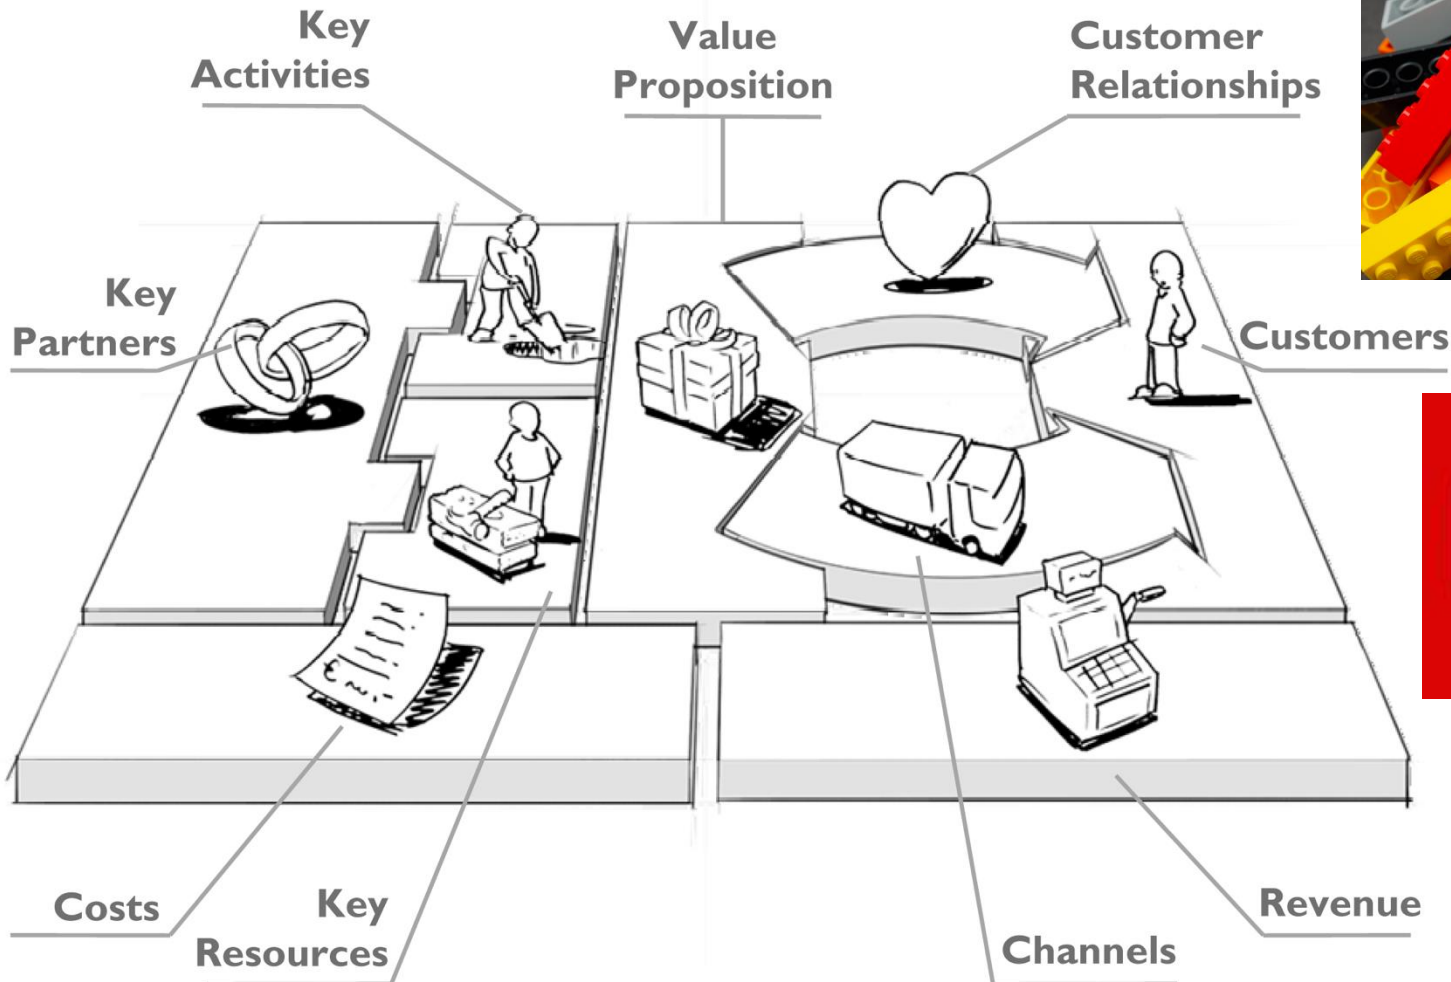 Key
Activities
Value
Proposition
Customer
Relationships
Key
Partners
Customers
Costs
Key
Resources
Channels
Revenue
€